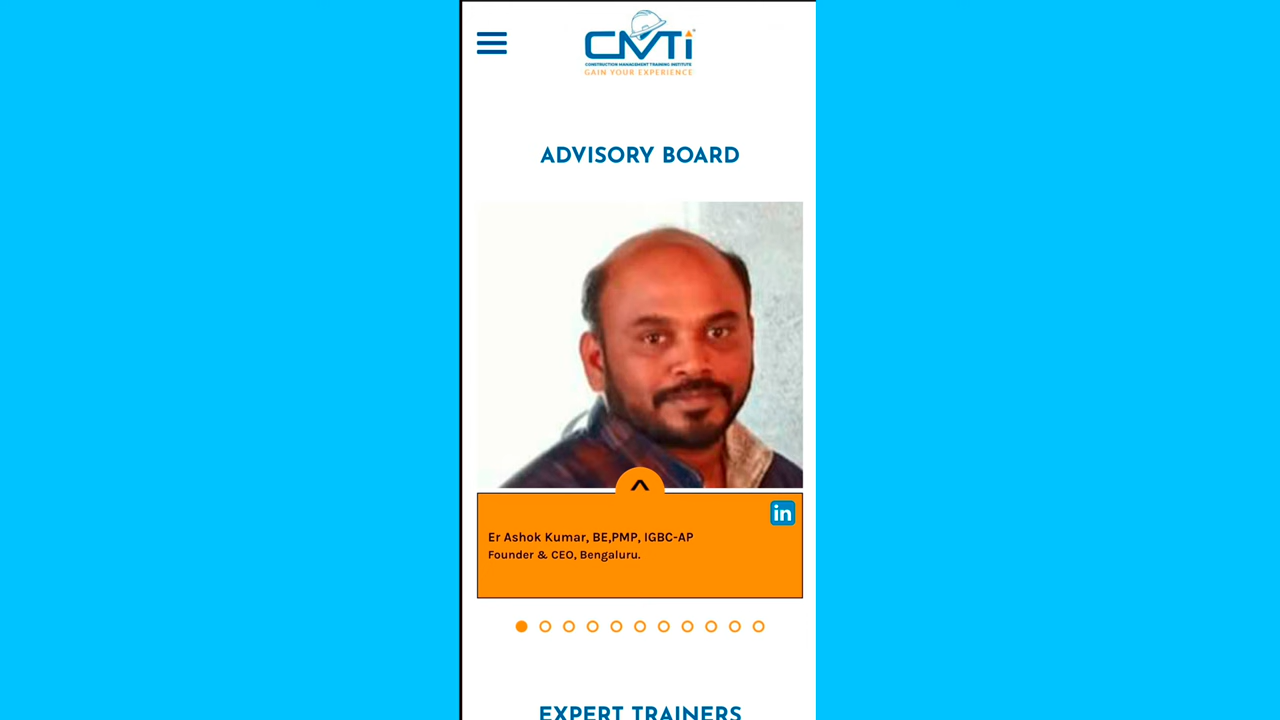 CMTi
CONSTRUCTION MANAGEMENT TRAINING INSTITUTE
GAIN YOUR EXPERIENCE
ADVISORY BOARD
in
Er Ashok Kumar, BE,PMP, IGBC-AP
Founder & CEO, Bengaluru.
EXPERT TRAINERS